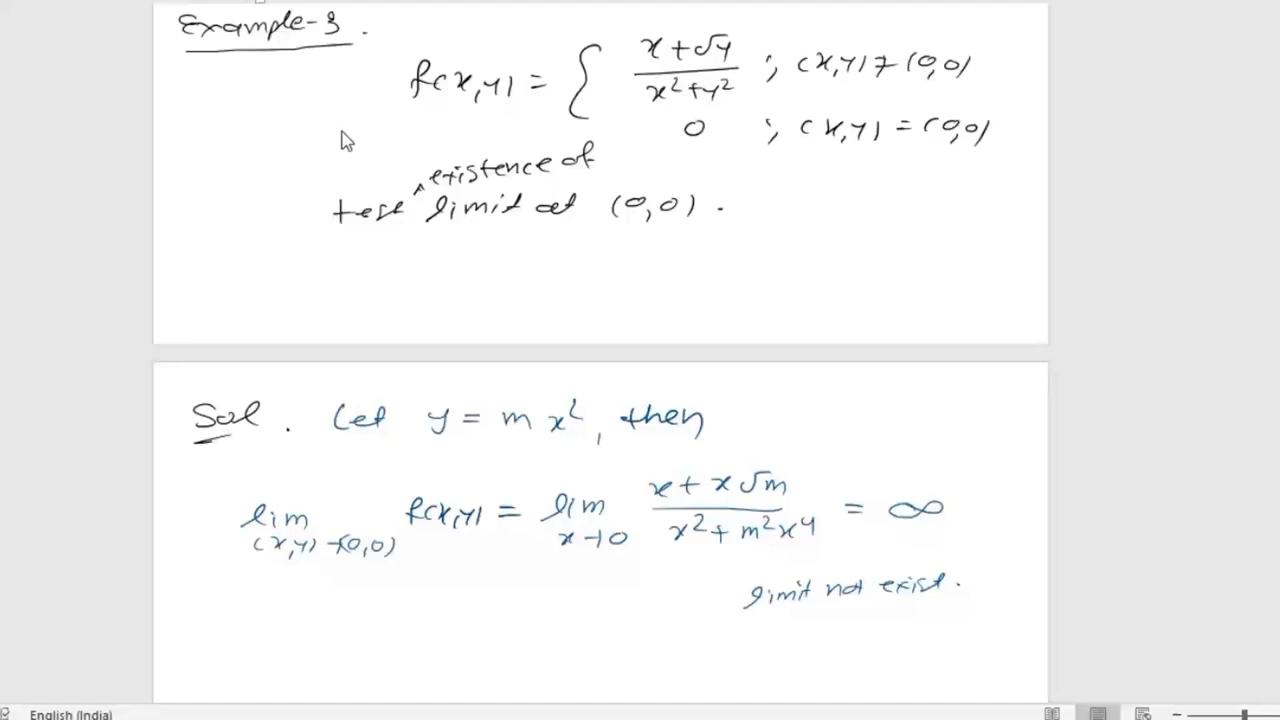 Example-3.
f(x,y) = { x+√y / x²+y² ; (x,y) ≠ (0,0)
0 ; (x,y) = (0,0)
existence of
test ^ limit at (0,0).
Sol. Let y = mx², then
lim (x,y)→(0,0) f(x,y) = lim x→0 x+x√m / x²+m²x⁴ = ∞
limit not exist.
English (India)